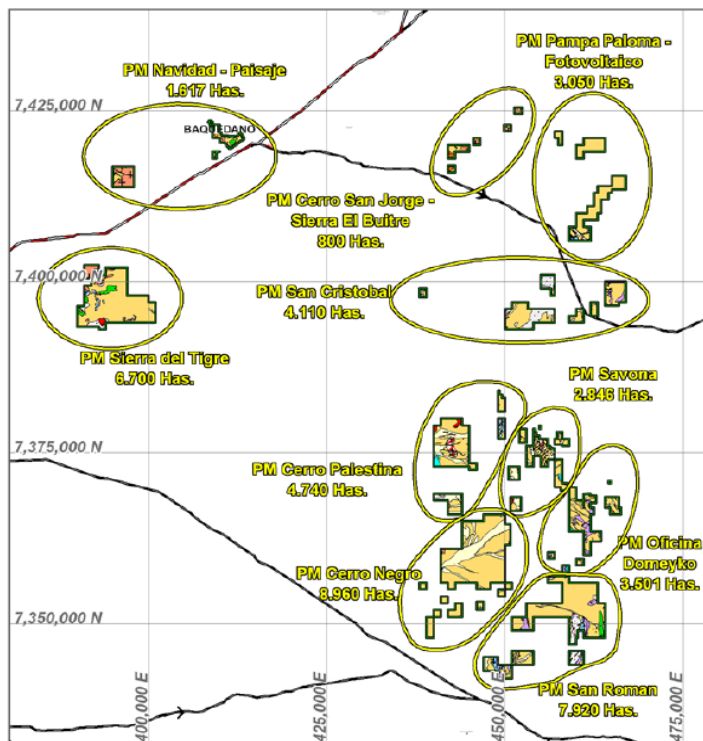 PM Pampa Paloma -
Fotovoltaico
3.050 Has.
PM Navidad - Paisaje
1.617 Has.
7,425,000 N
BAQUEDANO
PM Cerro San Jorge -
Sierra El Buitre
800 Has.
7,400,000 N
PM San Cristobal
4.110 Has.
PM Sierra del Tigre
6.700 Has.
PM Savona
2.846 Has.
7,375,000 N
PM Cerro Palestina
4.740 Has.
PM Oficina
Domeyko
3.501 Has.
PM Cerro Negro
8.960 Has.
7,350,000 N
PM San Roman
7.920 Has.
400,000 E
425,000 E
450,000 E
475